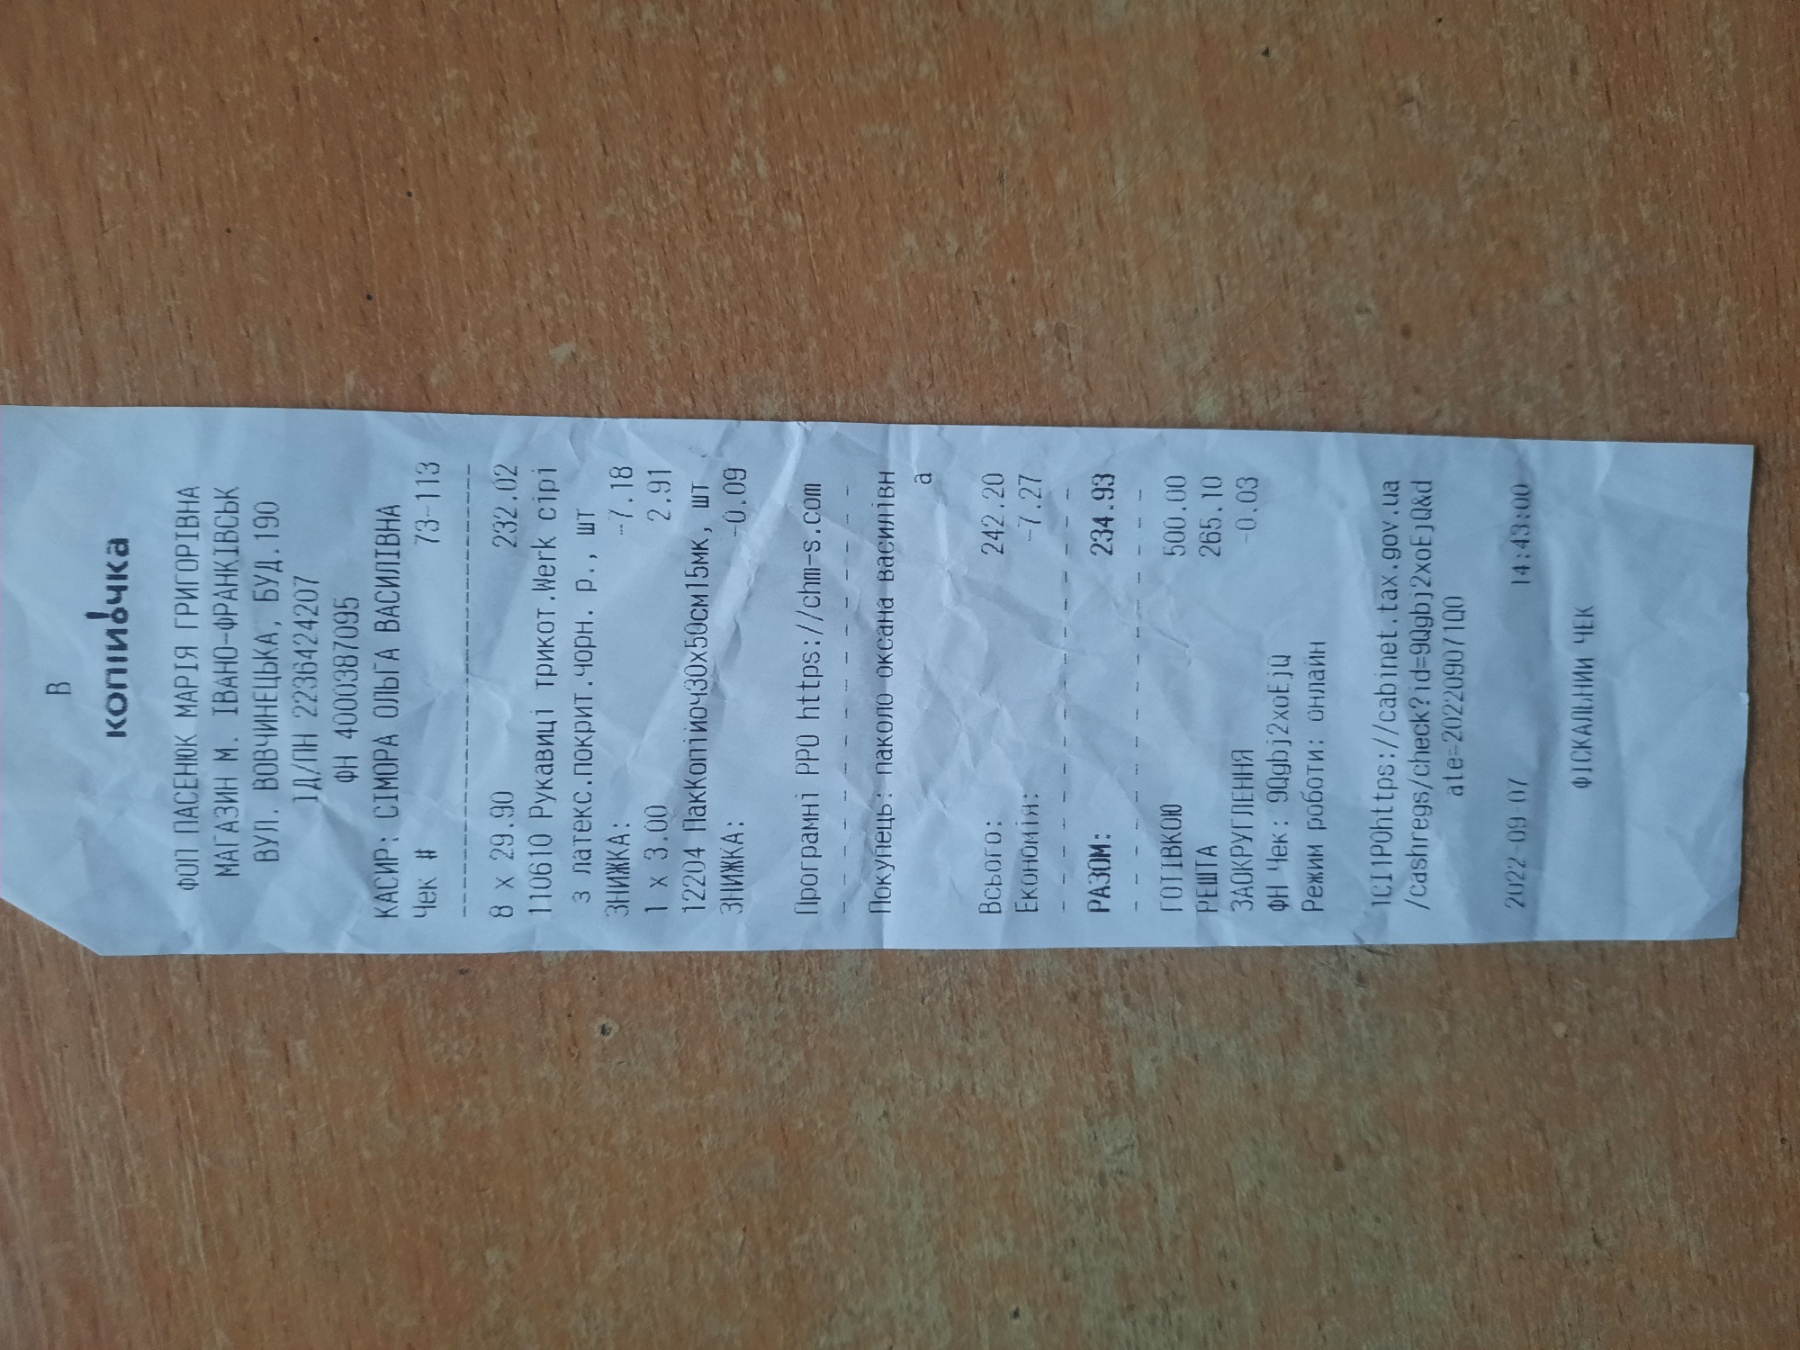 В
копійочка
ФОП ПАСЕНЮК МАРІЯ ГРИГОРІВНА
МАГАЗИН М. ІВАНО-ФРАНКІВСЬК
ВУЛ. ВОВЧИНЕЦЬКА, БУД.190
ІД/ПН 2236424207
ФН 4000387095
КАСИР: СІМОРА ОЛЬГА ВАСИЛІВНА
Чек # 73-113
8 x 29.90 232.02
110610 Рукавиці трикот.Werk сірі
з латекс.покрит.чорн. р., шт
ЗНИЖКА: -7.18
1 x 3.00 2.91
12204 ПакКопійоч30х50см15мк, шт
ЗНИЖКА: -0.09
Програмні РРО https://chm-s.com
Покупець: паколо оксана василівн
а
Всього: 242.20
Економія: -7.27
РАЗОМ: 234.93
ГОТІВКОЮ 500.00
РЕШТА 265.10
ЗАОКРУГЛЕННЯ -0.03
ФН Чек: 9Qgbj2xoEjQ
Режим роботи: онлайн
1C11P0https://cabinet.tax.gov.ua
/cashregs/check?id=9Qgbj2xoEjQ&d
ate=202209071Q0
2022-09-07 14:43:00
ФІСКАЛЬНИЙ ЧЕК